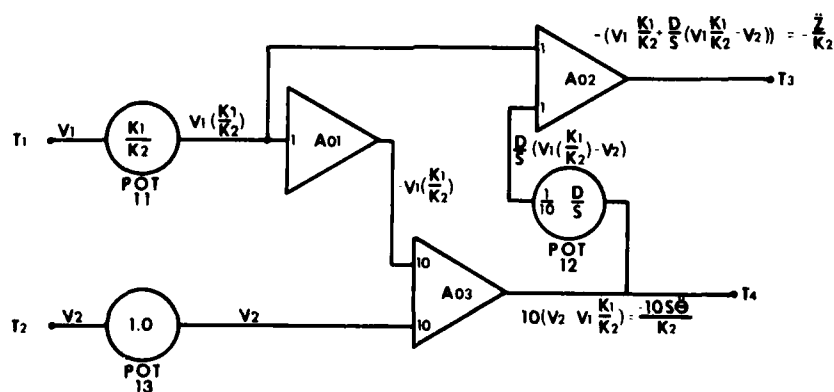 -(V1 K1/K2 + D/S (V1 K1/K2 - V2)) = - Z̈/K2
T1
V1
K1/K2
POT
11
V1(K1/K2)
1
A01
-V1(K1/K2)
1
1
A02
T3
D/S (V1(K1/K2) - V2)
1/10 D/S
POT
12
T2
V2
1.0
POT
13
V2
10
10
A03
T4
10(V2 V1 K1/K2) = -10SΘ̈/K2